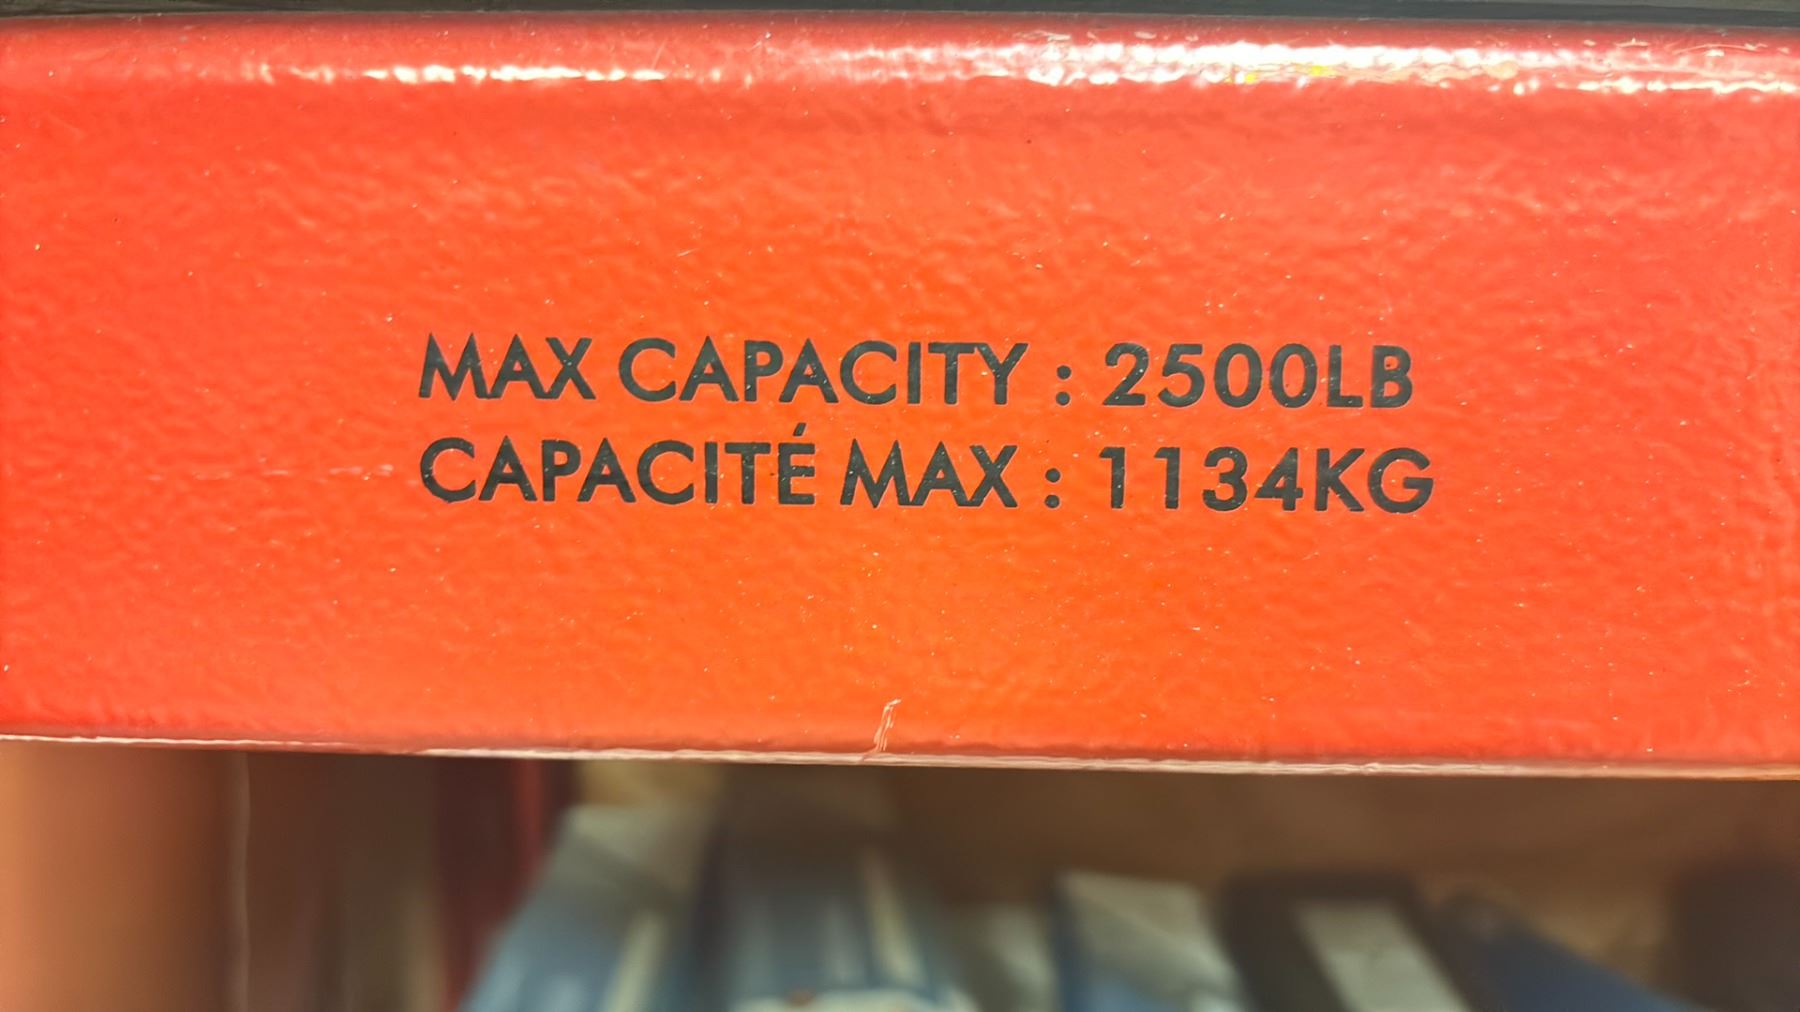 MAX CAPACITY : 2500LB
CAPACITÉ MAX : 1134KG